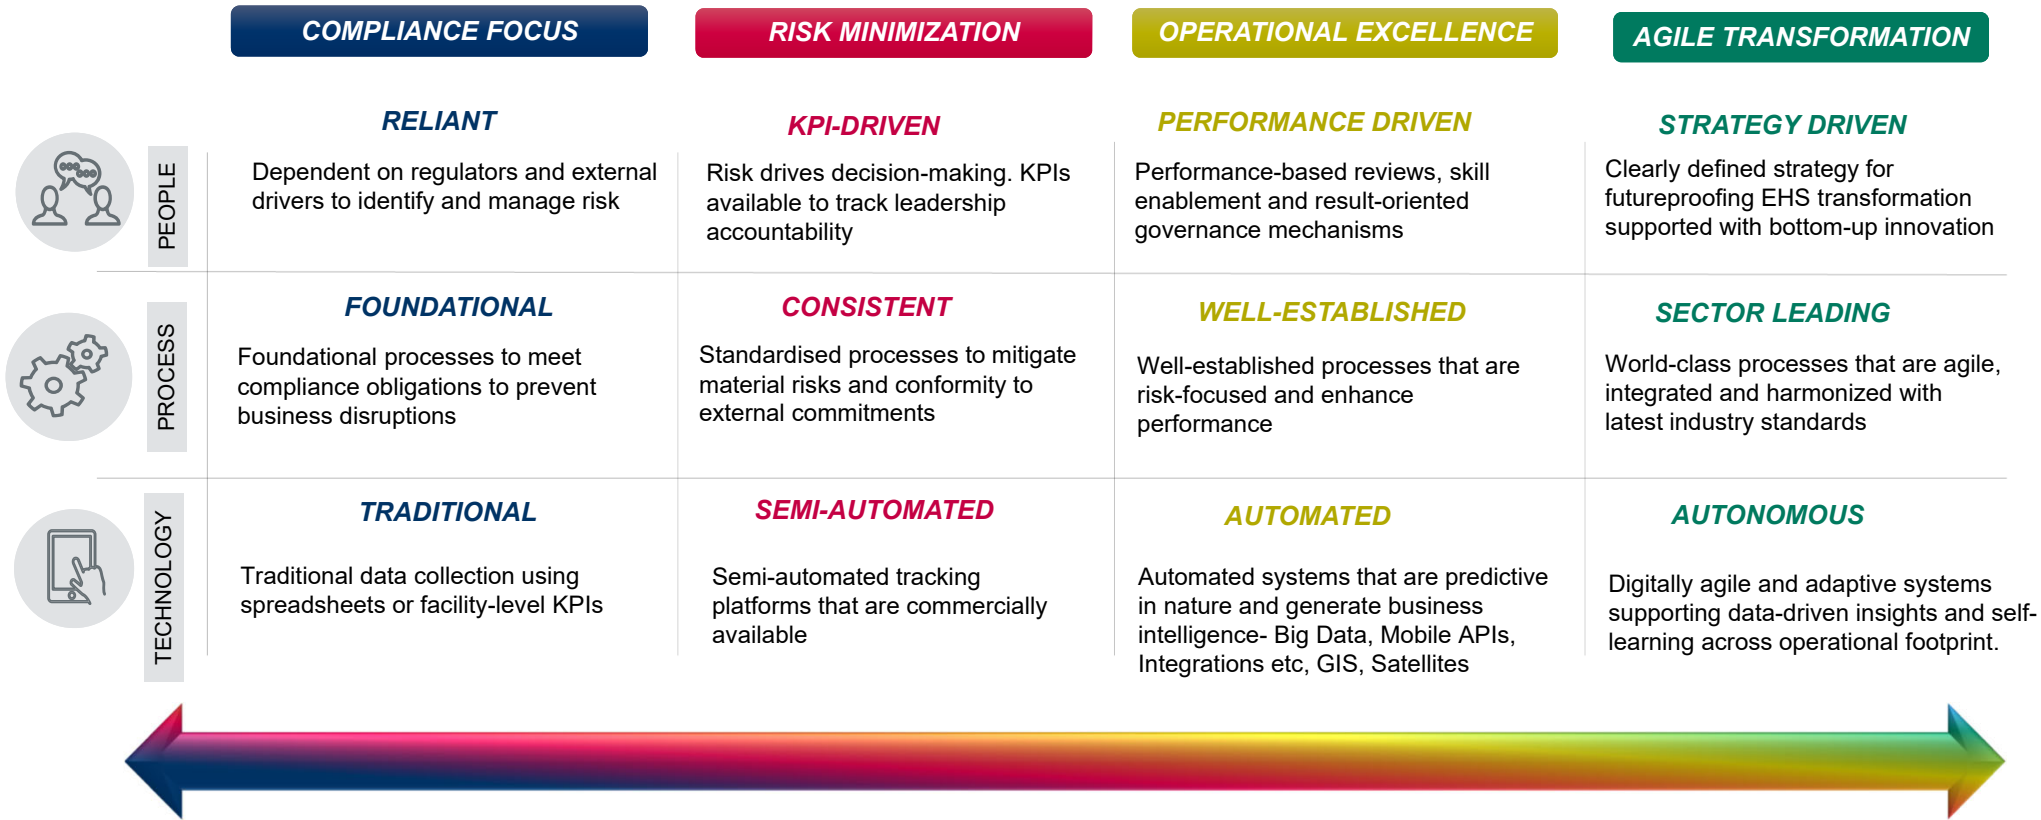 COMPLIANCE FOCUS
RISK MINIMIZATION
OPERATIONAL EXCELLENCE
AGILE TRANSFORMATION
PEOPLE
RELIANT
Dependent on regulators and external
drivers to identify and manage risk
KPI-DRIVEN
Risk drives decision-making. KPIs
available to track leadership
accountability
PERFORMANCE DRIVEN
Performance-based reviews, skill
enablement and result-oriented
governance mechanisms
STRATEGY DRIVEN
Clearly defined strategy for
futureproofing EHS transformation
supported with bottom-up innovation
PROCESS
FOUNDATIONAL
Foundational processes to meet
compliance obligations to prevent
business disruptions
CONSISTENT
Standardised processes to mitigate
material risks and conformity to
external commitments
WELL-ESTABLISHED
Well-established processes that are
risk-focused and enhance
performance
SECTOR LEADING
World-class processes that are agile,
integrated and harmonized with
latest industry standards
TECHNOLOGY
TRADITIONAL
Traditional data collection using
spreadsheets or facility-level KPIs
SEMI-AUTOMATED
Semi-automated tracking
platforms that are commercially
available
AUTOMATED
Automated systems that are predictive
in nature and generate business
intelligence- Big Data, Mobile APIs,
Integrations etc, GIS, Satellites
AUTONOMOUS
Digitally agile and adaptive systems
supporting data-driven insights and self-
learning across operational footprint.